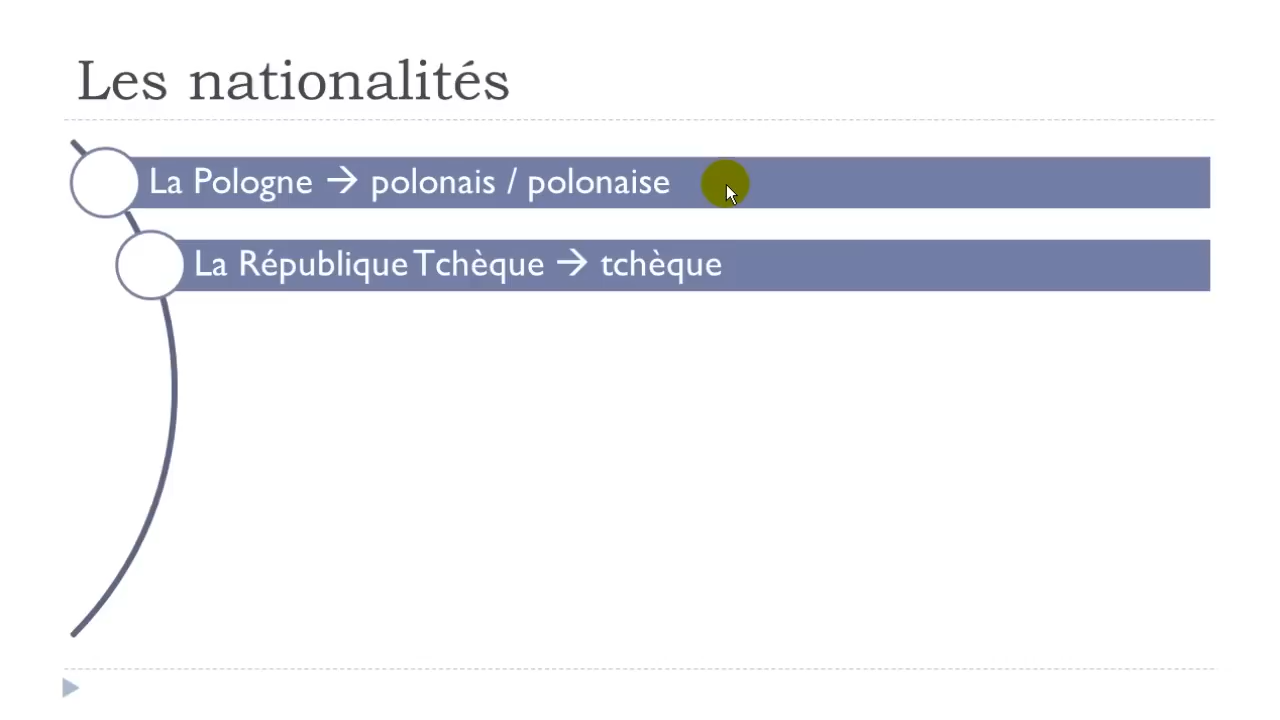 Les nationalités
La Pologne → polonais / polonaise
La République Tchèque → tchèque